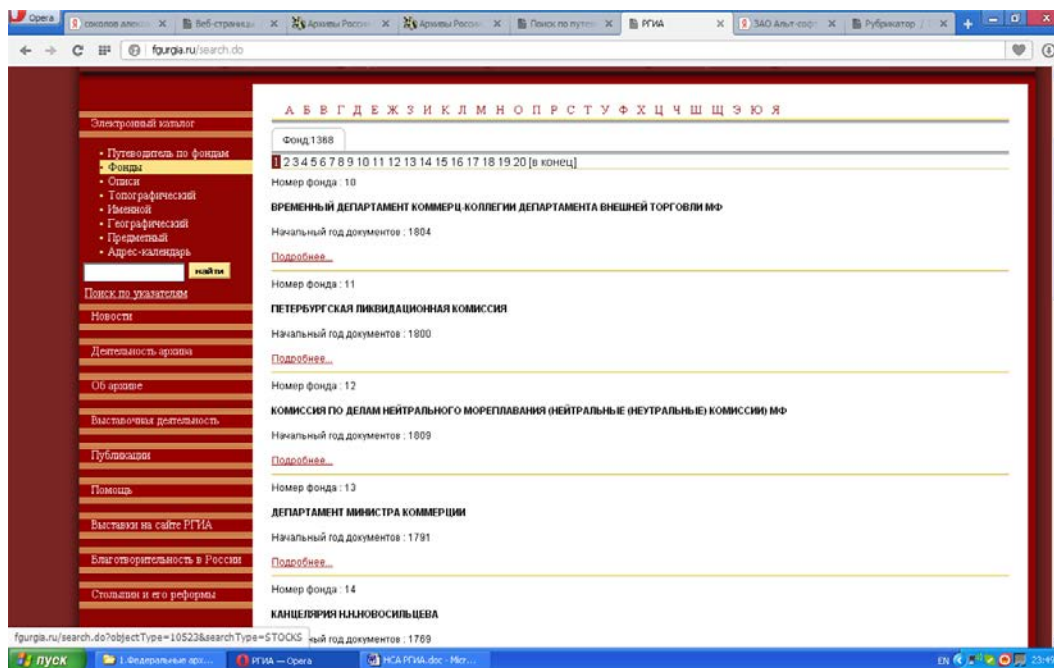 Opera
соколов алекс
Веб-страниц
Архивы Росси
Архивы Росси
Поиск по путе
РГИА
ЗАО Альт-соф
Рубрикатор /
fgurgia.ru/search.do
А Б В Г Д Е Ж З И К Л М Н О П Р С Т У Ф Х Ц Ч Ш Щ Э Ю Я
Электронный каталог
• Путеводитель по фондам
• Фонды
• Описи
• Топографический
• Именной
• Географический
• Предметный
• Адрес-календарь
найти
Поиск по указателям
Новости
Деятельность архива
Об архиве
Выставочная деятельность
Публикации
Помощь
Выставки на сайте РГИА
Благотворительность в России
Столыпин и его реформы
Фонд:1368
1 2 3 4 5 6 7 8 9 10 11 12 13 14 15 16 17 18 19 20 [в конец]
Номер фонда : 10
ВРЕМЕННЫЙ ДЕПАРТАМЕНТ КОММЕРЦ-КОЛЛЕГИИ ДЕПАРТАМЕНТА ВНЕШНЕЙ ТОРГОВЛИ МФ
Начальный год документов : 1804
Подробнее...
Номер фонда : 11
ПЕТЕРБУРГСКАЯ ЛИКВИДАЦИОННАЯ КОМИССИЯ
Начальный год документов : 1800
Подробнее...
Номер фонда : 12
КОМИССИЯ ПО ДЕЛАМ НЕЙТРАЛЬНОГО МОРЕПЛАВАНИЯ (НЕЙТРАЛЬНЫЕ (НЕУТРАЛЬНЫЕ) КОМИССИИ) МФ
Начальный год документов : 1809
Подробнее...
Номер фонда : 13
ДЕПАРТАМЕНТ МИНИСТРА КОММЕРЦИИ
Начальный год документов : 1791
Подробнее...
Номер фонда : 14
КАНЦЕЛЯРИЯ Н.Н.НОВОСИЛЬЦЕВА
ный год документов : 1769
fgurgia.ru/search.do?objectType=10523&searchType=STOCKS
пуск
1.Федеральные арх...
РГИА — Opera
НСА РГИА.doc - Micr...
EN
23:49